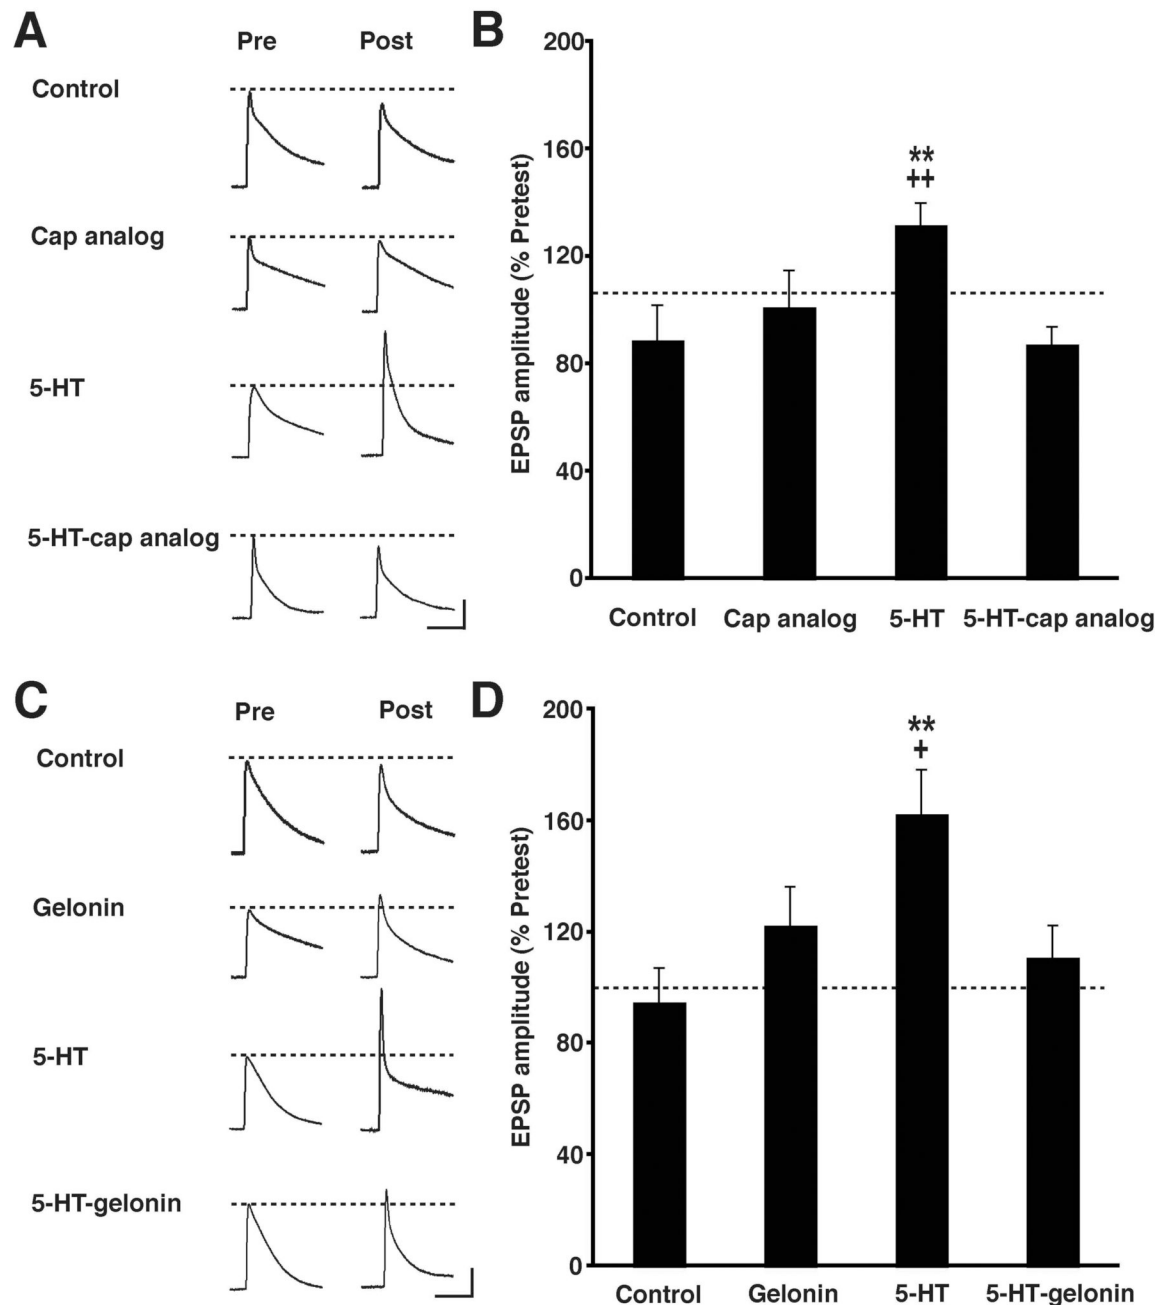 A
Pre Post
Control
Cap analog
5-HT
5-HT-cap analog
B
EPSP amplitude (% Pretest)
200
160
120
80
40
0
**
++
Control Cap analog 5-HT 5-HT-cap analog
C
Pre Post
Control
Gelonin
5-HT
5-HT-gelonin
D
EPSP amplitude (% Pretest)
200
160
120
80
40
0
**
+
Control Gelonin 5-HT 5-HT-gelonin